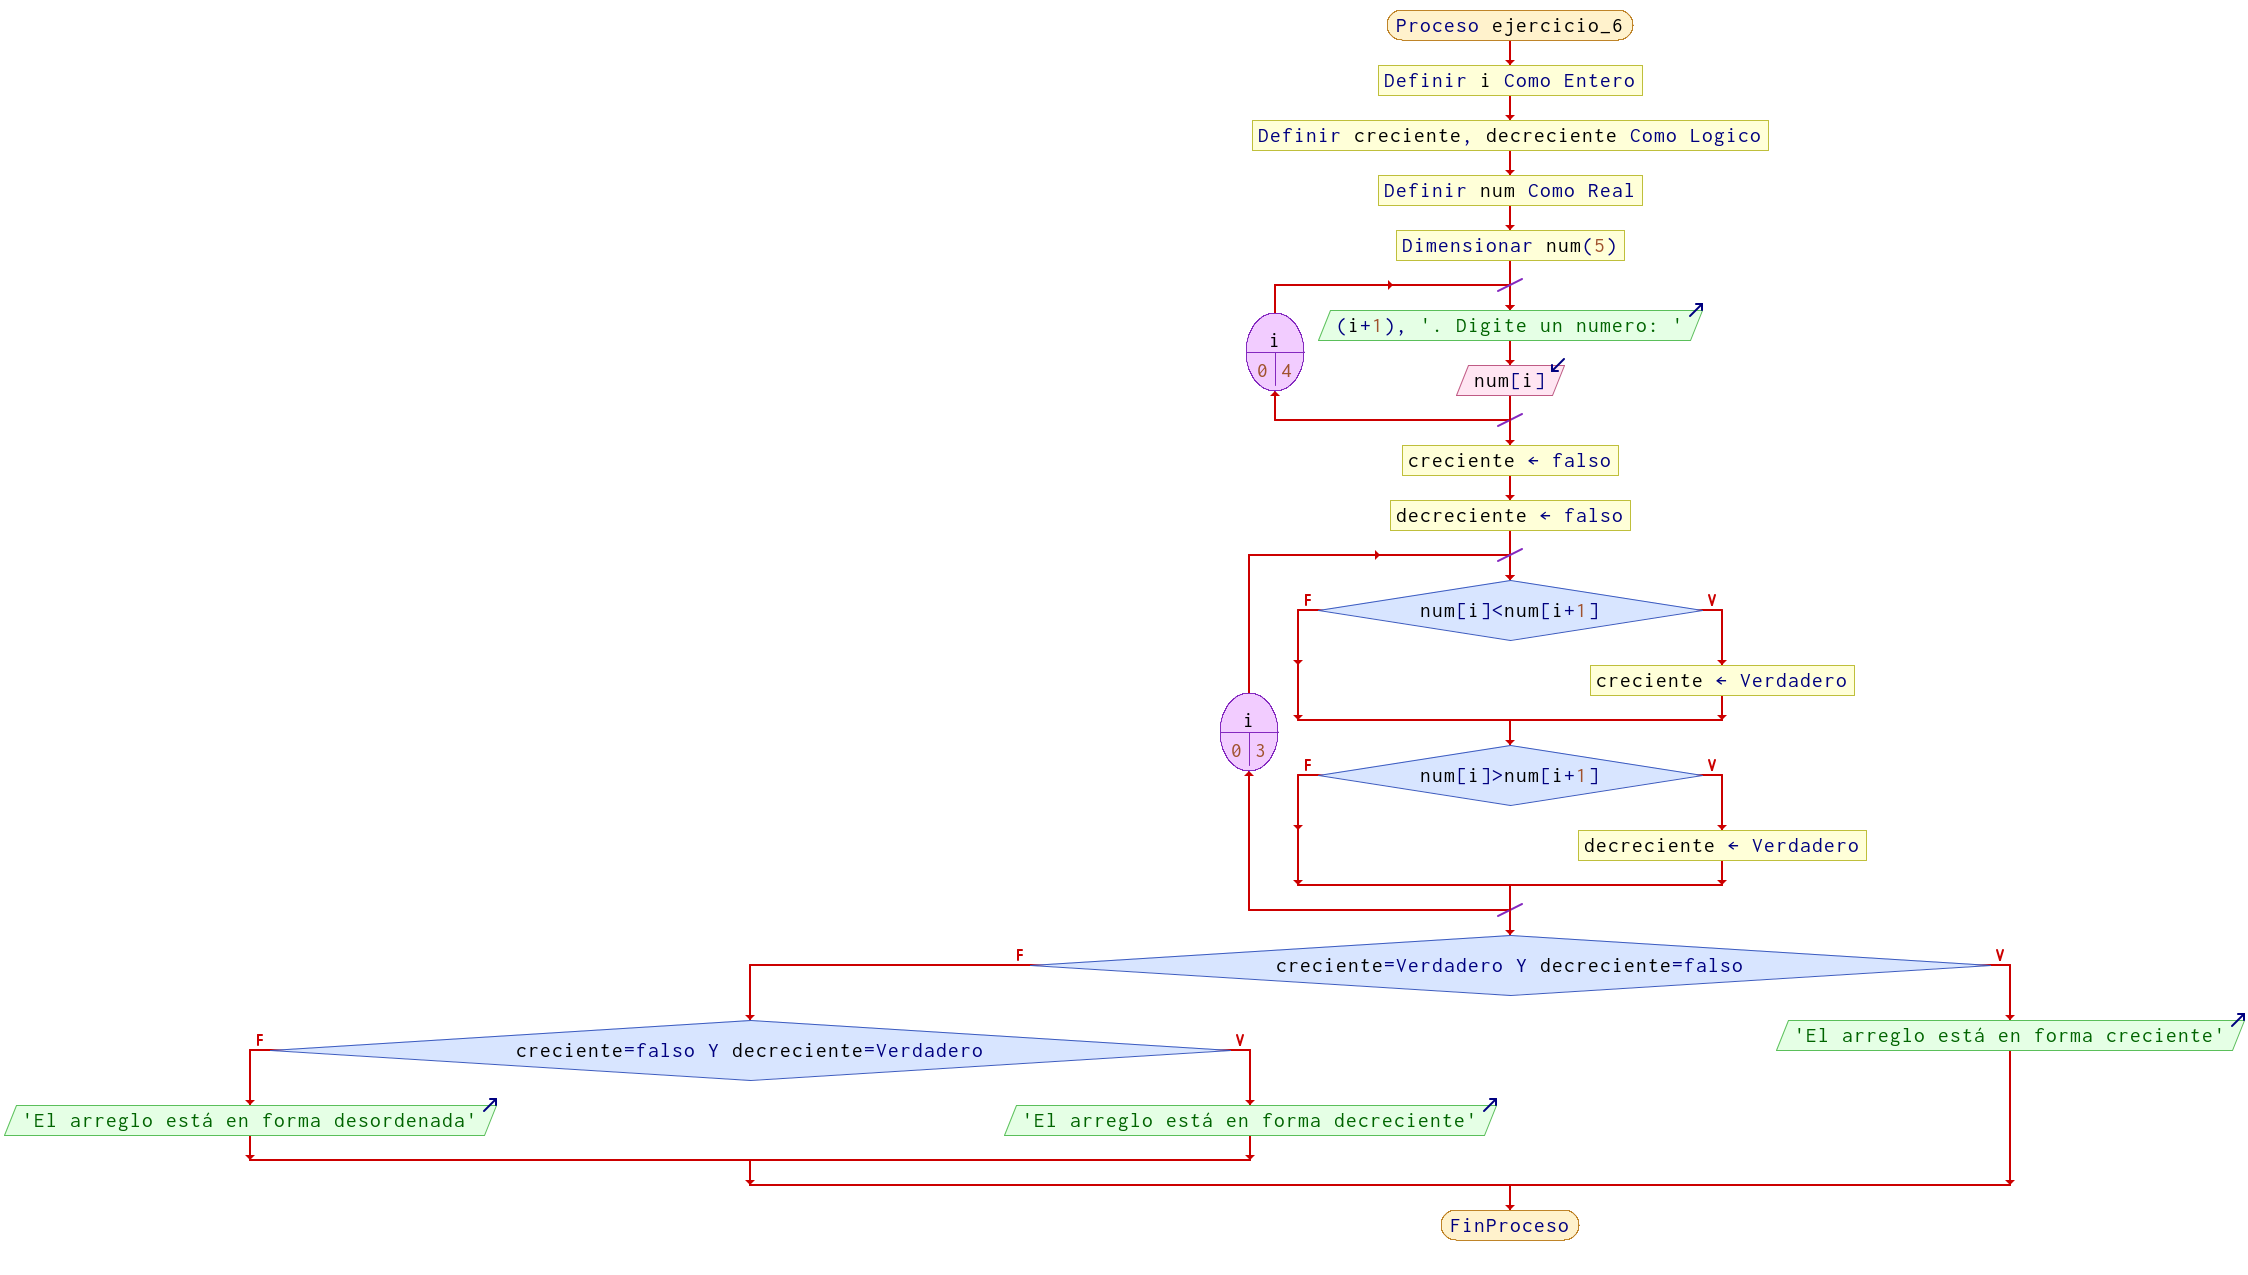 Proceso ejercicio_6
Definir i Como Entero
Definir creciente, decreciente Como Logico
Definir num Como Real
Dimensionar num(5)
(i+1), '. Digite un numero: '
i
0 4
num[i]
creciente ← falso
decreciente ← falso
F
V
num[i]<num[i+1]
creciente ← Verdadero
i
0 3
F
V
num[i]>num[i+1]
decreciente ← Verdadero
F
V
creciente=Verdadero Y decreciente=falso
'El arreglo está en forma creciente'
F
V
creciente=falso Y decreciente=Verdadero
'El arreglo está en forma desordenada'
'El arreglo está en forma decreciente'
FinProceso